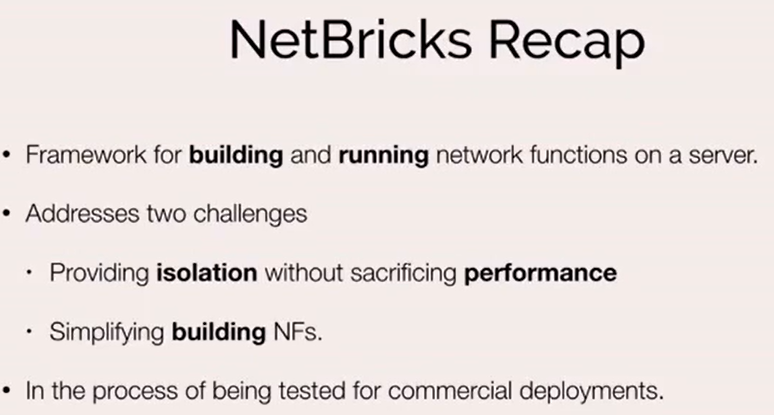 NetBricks Recap
• Framework for building and running network functions on a server.
• Addresses two challenges
• Providing isolation without sacrificing performance
• Simplifying building NFs.
• In the process of being tested for commercial deployments.